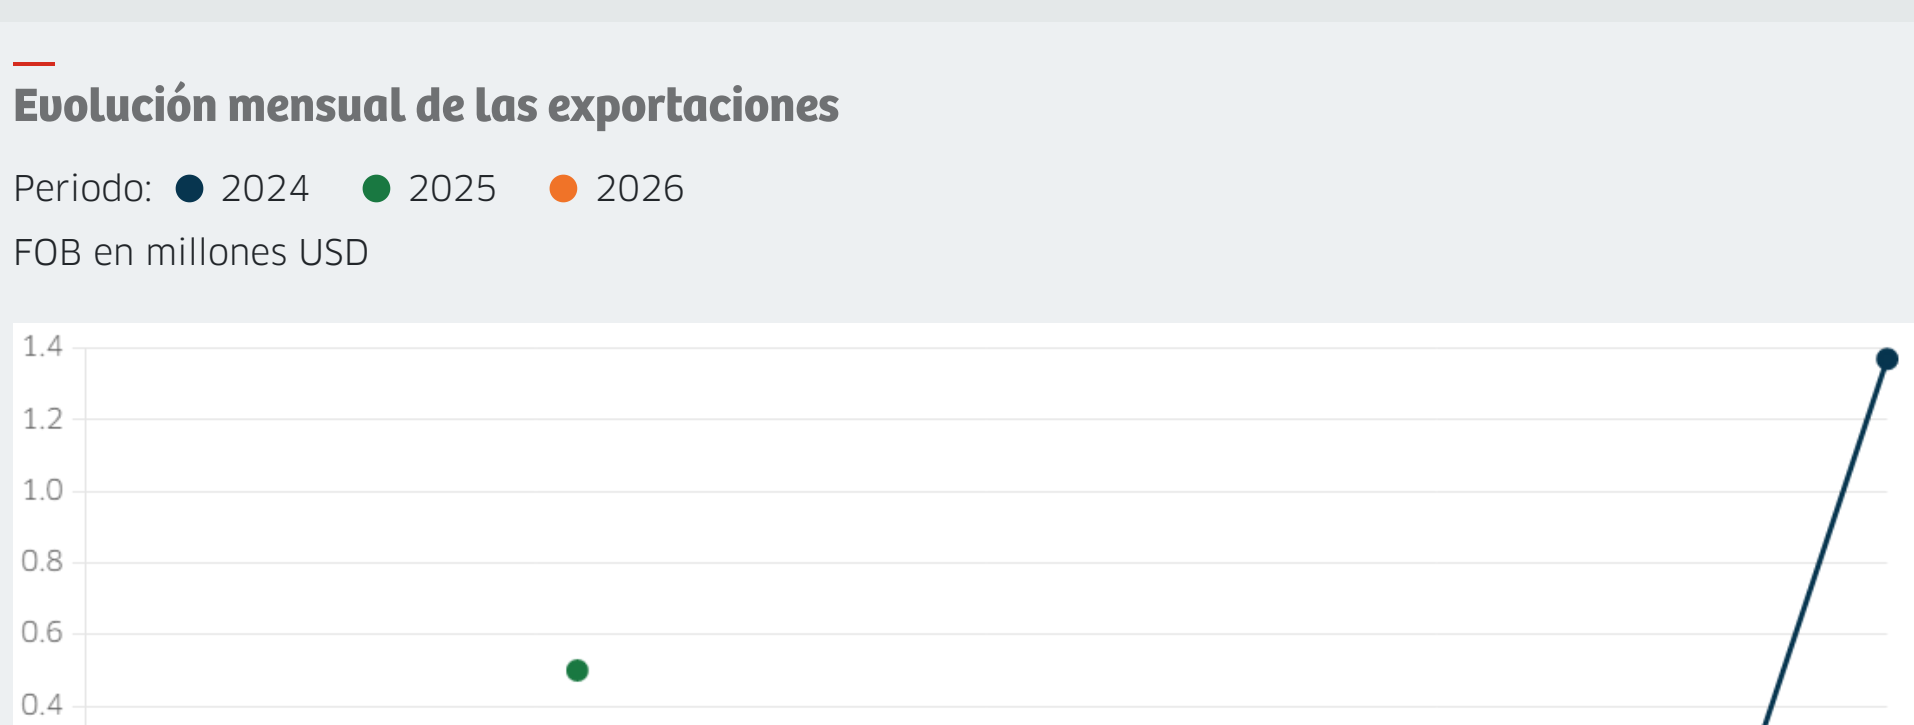 Evolución mensual de las exportaciones
Periodo: 2024 2025 2026
FOB en millones USD
1.4
1.2
1.0
0.8
0.6
0.4